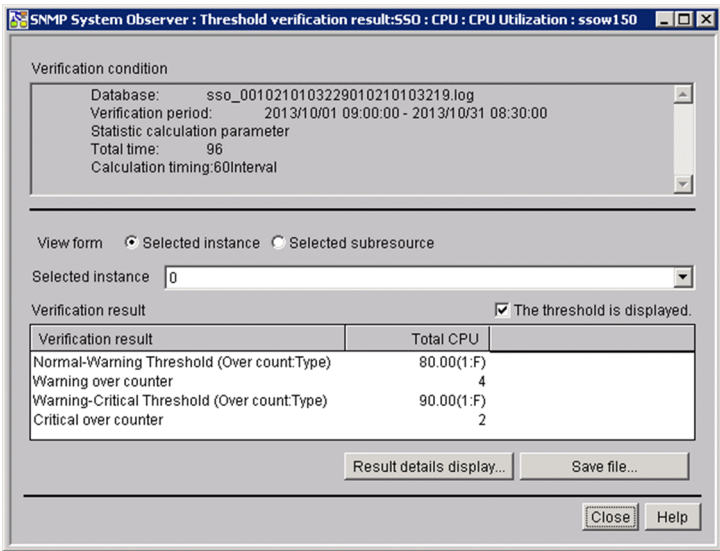 SNMP System Observer : Threshold verification result:SSO : CPU : CPU Utilization : ssow150
Verification condition
Database: sso_0010210103229010210103219.log
Verification period: 2013/10/01 09:00:00 - 2013/10/31 08:30:00
Statistic calculation parameter
Total time: 96
Calculation timing:60Interval
View form Selected instance Selected subresource
Selected instance 0
Verification result The threshold is displayed.
Verification result Total CPU
Normal-Warning Threshold (Over count:Type) 80.00(1:F)
Warning over counter 4
Warning-Critical Threshold (Over count:Type) 90.00(1:F)
Critical over counter 2
Result details display... Save file...
Close Help